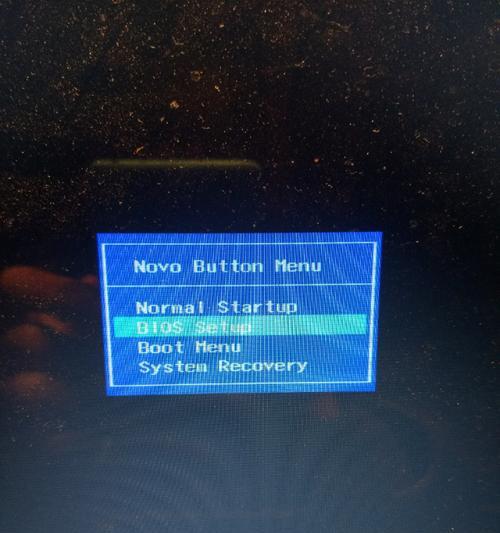 Novo Button Menu
Normal Startup
BIOS Setup
Boot Menu
System Recovery